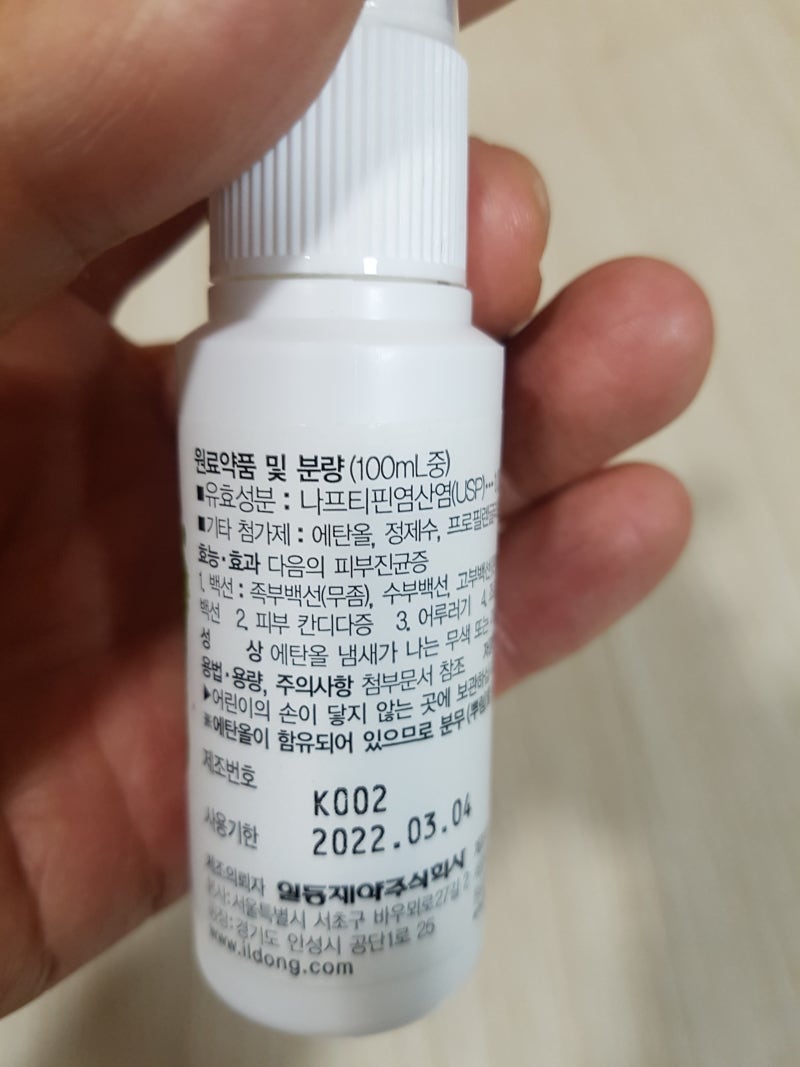 원료약품 및 분량 (100mL중)
■유효성분 : 나프티핀염산염(USP)
■기타 첨가제 : 에탄올, 정제수,
효능·효과 다음의 피부진균증
1. 백선 : 족부백선(무좀), 수부백선, 고부백선
백선 2. 피부 칸디다증 3. 어루러기 4.
성 상 에탄올 냄새가 나는 무색 또는
용법·용량, 주의사항 첨부문서 참조
▶어린이의 손이 닿지 않는 곳에
※에탄올이 함유되어 있으므로 분무
제조번호 K002
사용기한 2022.03.04
제조의뢰자 일동제약주식회사
본사:서울특별시 서초구 바우뫼로27길 2
공장:경기도 안성시 공단1로 25
www.ildong.com